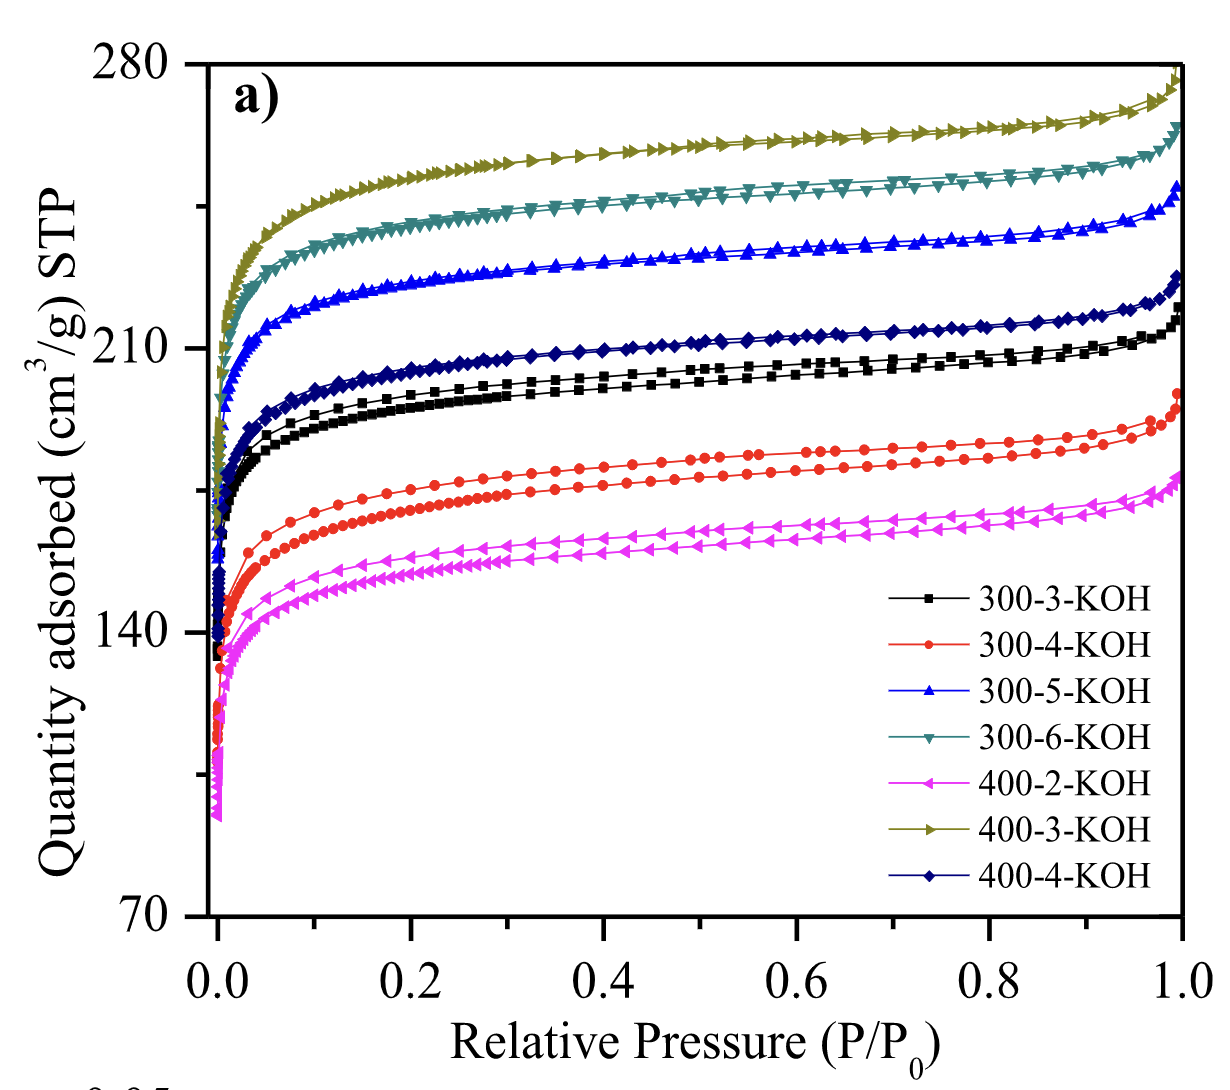 a)
280
210
140
70
Quantity adsorbed (cm³/g) STP
300-3-KOH
300-4-KOH
300-5-KOH
300-6-KOH
400-2-KOH
400-3-KOH
400-4-KOH
0.0 0.2 0.4 0.6 0.8 1.0
Relative Pressure (P/P₀)